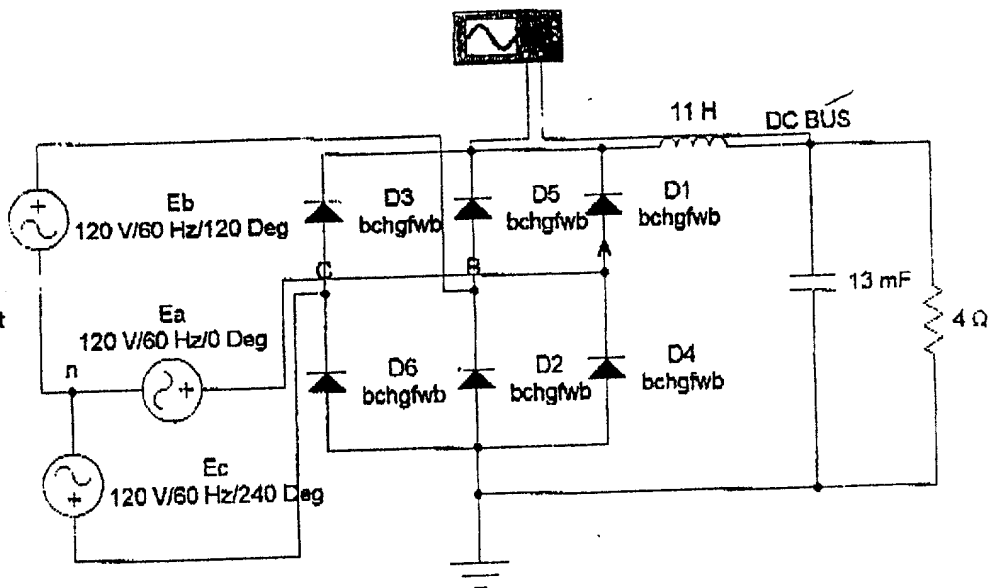 11 H
DC BUS
Eb
120 V/60 Hz/120 Deg
D3
bchgfwb
D5
bchgfwb
D1
bchgfwb
C
B
13 mF
4 Ω
t
Ea
120 V/60 Hz/0 Deg
n
D6
bchgfwb
D2
bchgfwb
D4
bchgfwb
Ec
120 V/60 Hz/240 Deg